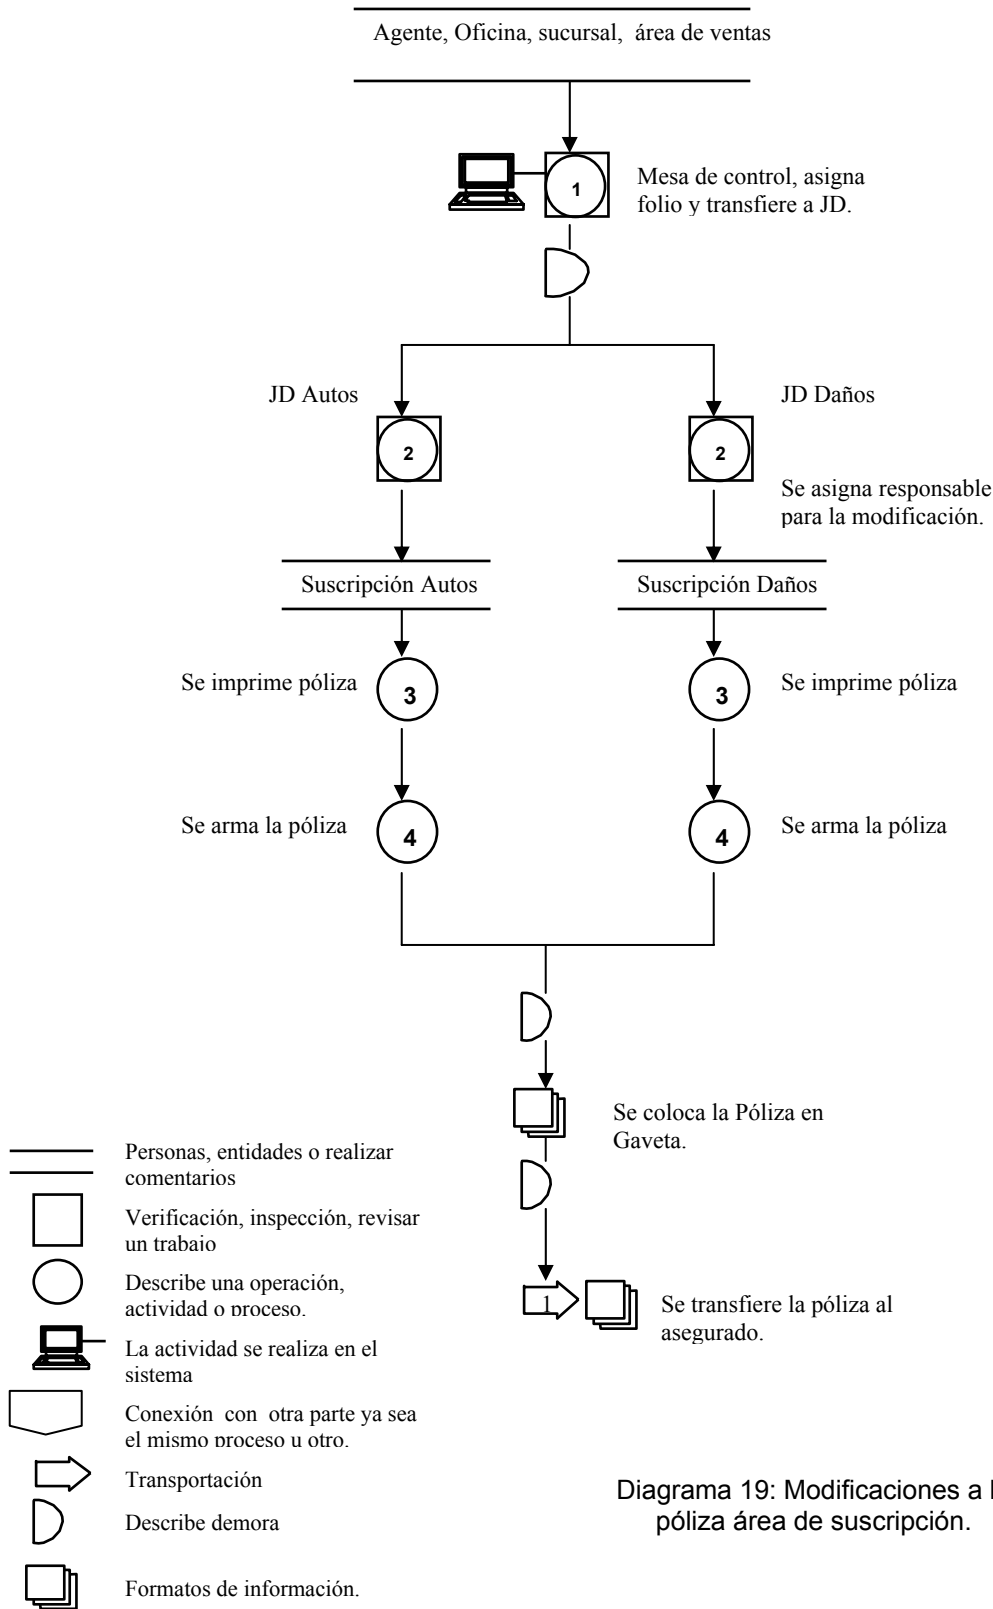 Agente, Oficina, sucursal, área de ventas
1
Mesa de control, asigna
folio y transfiere a JD.
JD Autos
JD Daños
2
2
Se asigna responsable
para la modificación.
Suscripción Autos
Suscripción Daños
Se imprime póliza
3
3
Se imprime póliza
Se arma la póliza
4
4
Se arma la póliza
Se coloca la Póliza en
Gaveta.
1
Se transfiere la póliza al
asegurado.
Personas, entidades o realizar
comentarios
Verificación, inspección, revisar
un trabajo
Describe una operación,
actividad o proceso.
La actividad se realiza en el
sistema
Conexión con otra parte ya sea
el mismo proceso u otro.
Transportación
Describe demora
Formatos de información.
Diagrama 19: Modificaciones a l
póliza área de suscripción.